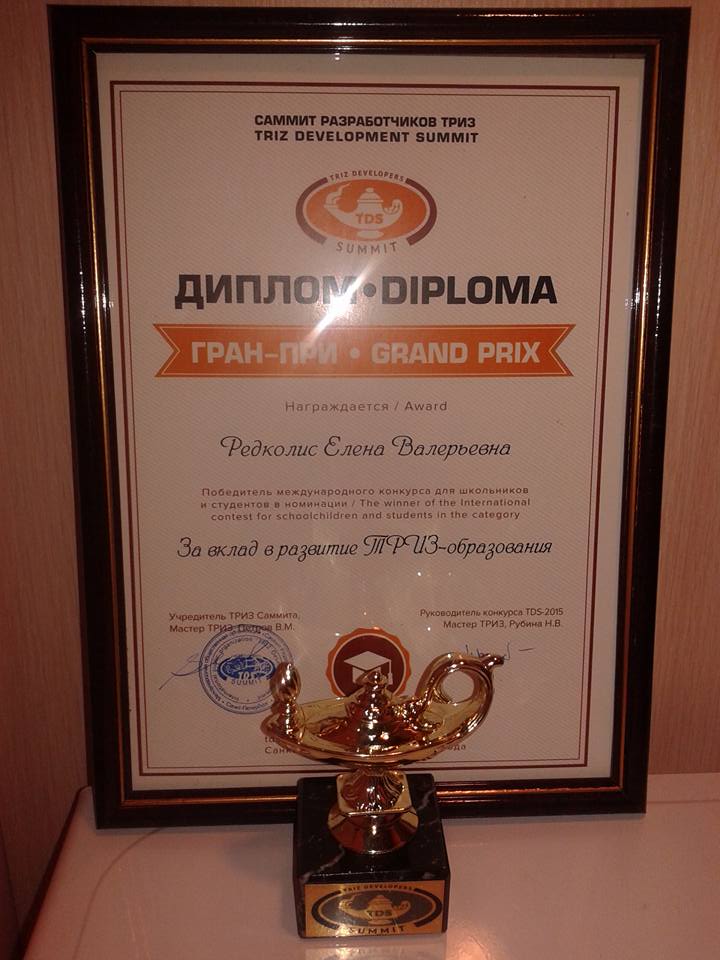 САММИТ РАЗРАБОТЧИКОВ ТРИЗ
TRIZ DEVELOPMENT SUMMIT
TRIZ DEVELOPERS
TDS
SUMMIT
ДИПЛОМ • DIPLOMA
ГРАН-ПРИ • GRAND PRIX
Награждается / Award
Редколис Елена Валерьевна
Победитель международного конкурса для школьников
и студентов в номинации / The winner of the International
contest for schoolchildren and students in the category
За вклад в развитие ТРИЗ-образования
Учредитель ТРИЗ Саммита,
Мастер ТРИЗ, Петров В.М.
Руководитель конкурса TDS-2015
Мастер ТРИЗ, Рубина Н.В.
SUMMIT
TRIZ DEVELOPERS
TDS
SUMMIT